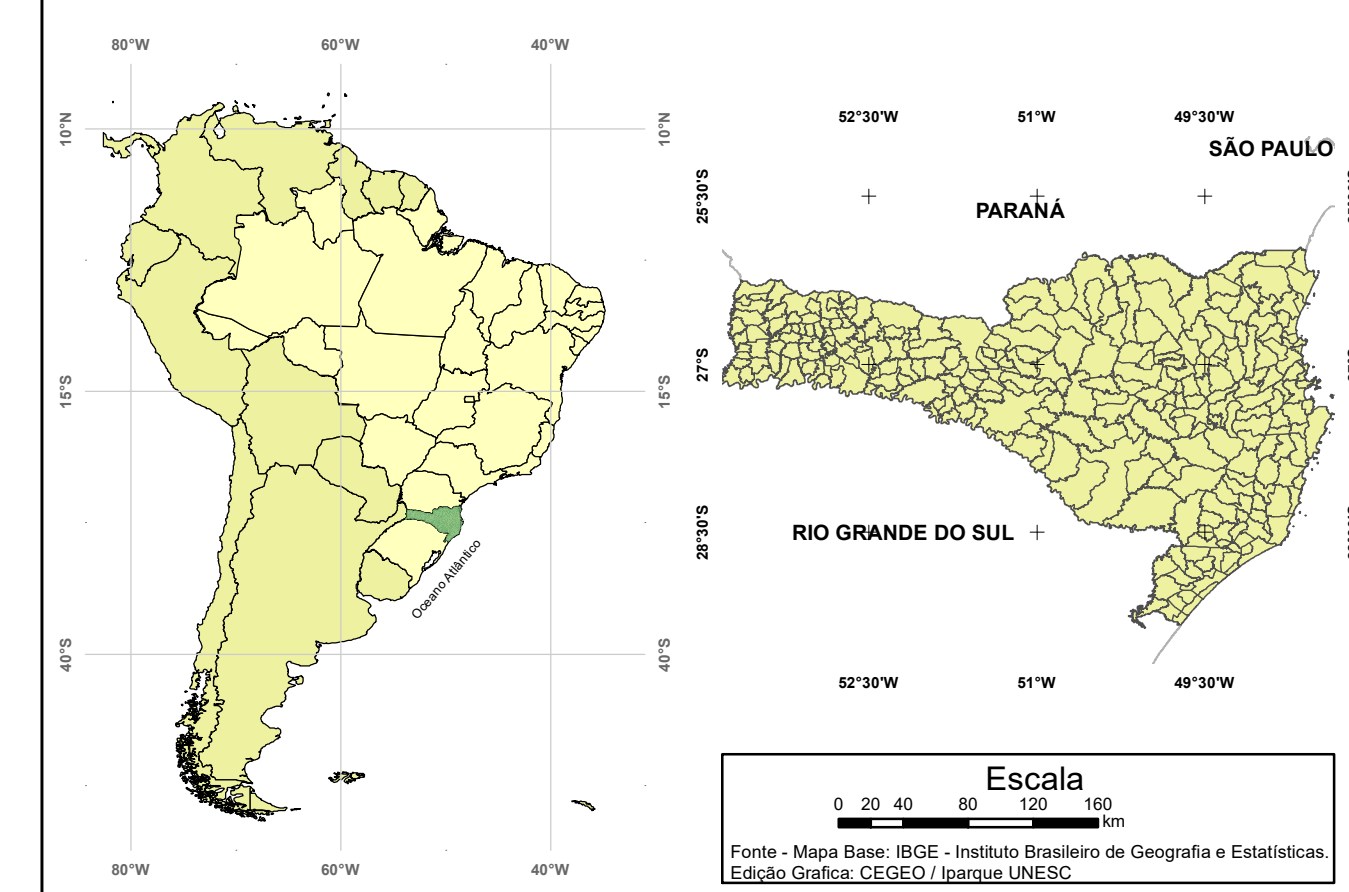 80°W 60°W 40°W
10°N 10°N
15°S 15°S
40°S 40°S
Oceano Atlântico
80°W 60°W 40°W
52°30'W 51°W 49°30'W
SÃO PAULO
25°30'S
PARANÁ
27°S
28°30'S
RIO GRANDE DO SUL
52°30'W 51°W 49°30'W
Escala
0 20 40 80 120 160
km
Fonte - Mapa Base: IBGE - Instituto Brasileiro de Geografia e Estatísticas.
Edição Grafica: CEGEO / Iparque UNESC